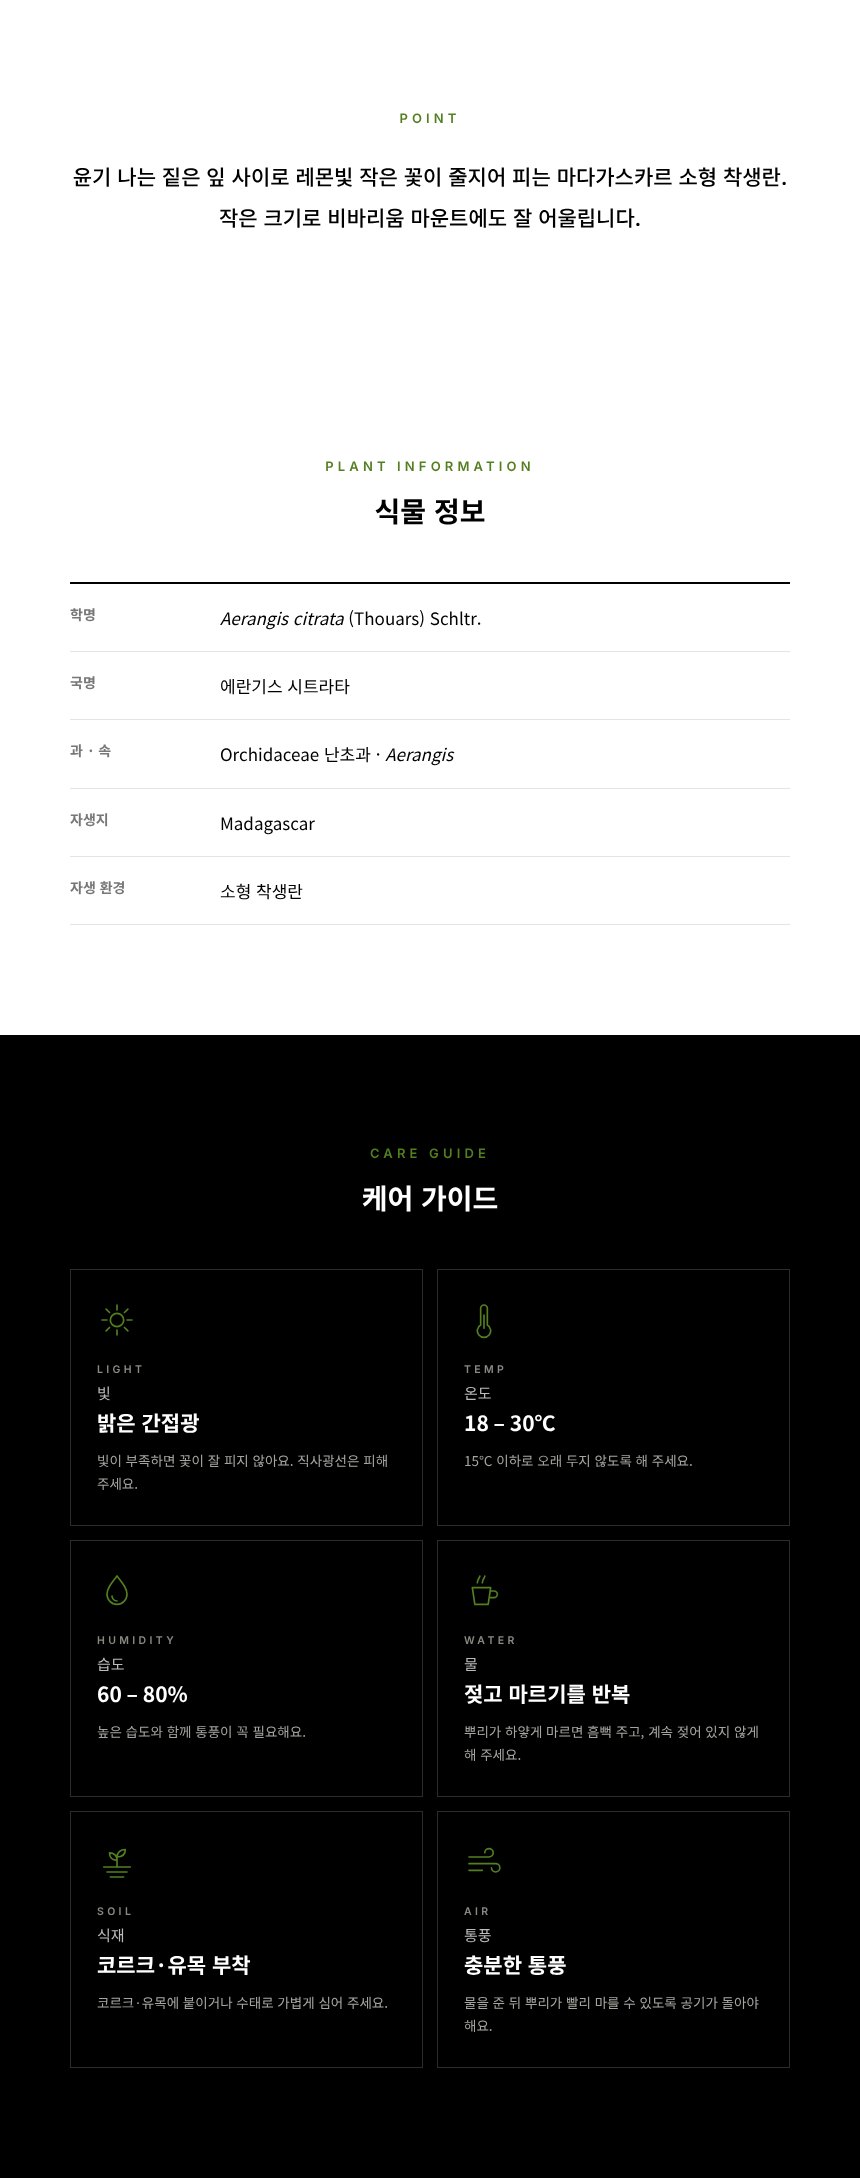 POINT
윤기 나는 짙은 잎 사이로 레몬빛 작은 꽃이 줄지어 피는 마다가스카르 소형 착생란.
작은 크기로 비바리움 마운트에도 잘 어울립니다.
PLANT INFORMATION
식물 정보
학명 Aerangis citrata (Thouars) Schltr.
국명 에란기스 시트라타
과 · 속 Orchidaceae 난초과 · Aerangis
자생지 Madagascar
자생 환경 소형 착생란
CARE GUIDE
케어 가이드
LIGHT
빛
밝은 간접광
빛이 부족하면 꽃이 잘 피지 않아요. 직사광선은 피해
주세요.
TEMP
온도
18 – 30℃
15℃ 이하로 오래 두지 않도록 해 주세요.
HUMIDITY
습도
60 – 80%
높은 습도와 함께 통풍이 꼭 필요해요.
WATER
물
젖고 마르기를 반복
뿌리가 하얗게 마르면 흠뻑 주고, 계속 젖어 있지 않게
해 주세요.
SOIL
식재
코르크·유목 부착
코르크·유목에 붙이거나 수태로 가볍게 심어 주세요.
AIR
통풍
충분한 통풍
물을 준 뒤 뿌리가 빨리 마를 수 있도록 공기가 돌아야
해요.